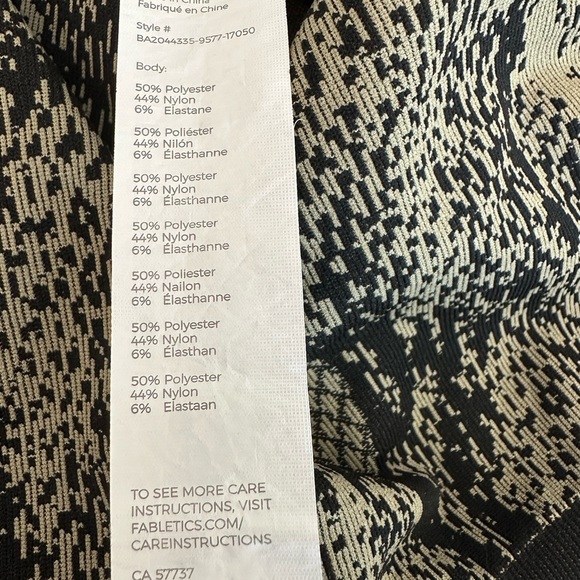 in China
Fabriqué en Chine
Style #
BA2044335-9577-17050
Body:
50% Polyester
44% Nylon
6% Elastane
50% Poliéster
44% Nilón
6% Élasthanne
50% Polyester
44% Nylon
6% Élasthanne
50% Polyester
44% Nylon
6% Élasthanne
50% Poliester
44% Nailon
6% Élasthanne
50% Polyester
44% Nylon
6% Élasthan
50% Polyester
44% Nylon
6% Elastaan
TO SEE MORE CARE
INSTRUCTIONS, VISIT
FABLETICS.COM/
CAREINSTRUCTIONS
CA 57737